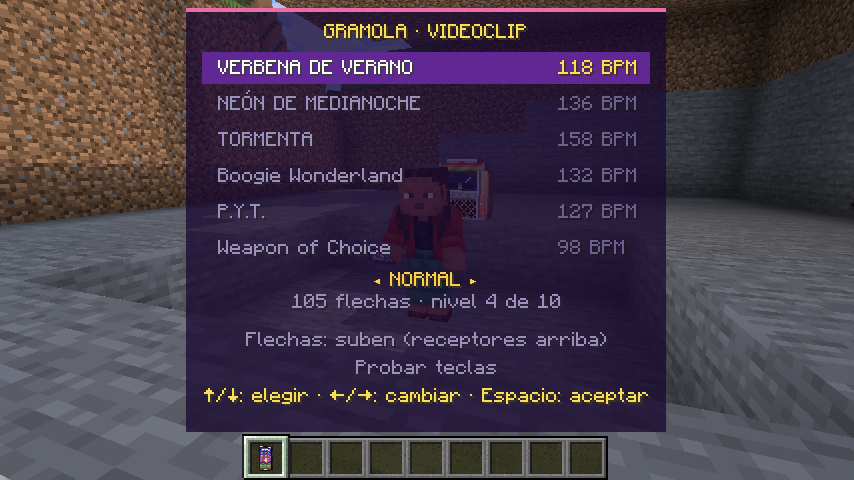 GRAMOLA · VIDEOCLIP
VERBENA DE VERANO 118 BPM
NEÓN DE MEDIANOCHE 136 BPM
TORMENTA 158 BPM
Boogie Wonderland 132 BPM
P.Y.T. 127 BPM
Weapon of Choice 98 BPM
◂ NORMAL ▸
105 flechas · nivel 4 de 10
Flechas: suben (receptores arriba)
Probar teclas
↑/↓: elegir · ←/→: cambiar · Espacio: aceptar